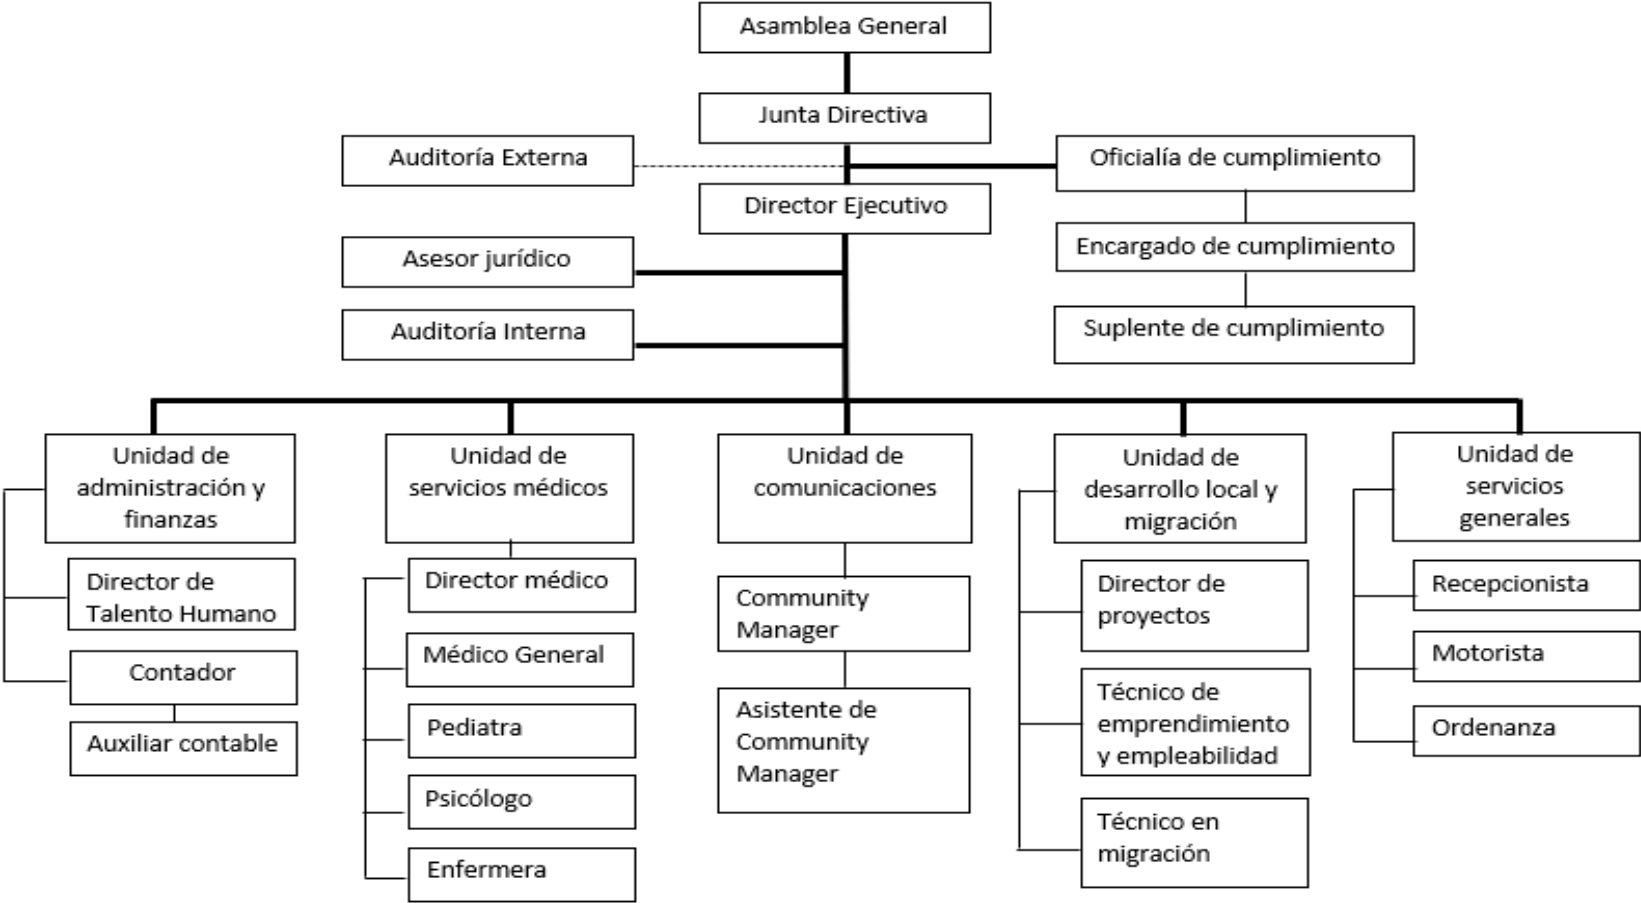 Asamblea General
Junta Directiva
Auditoría Externa
Oficialía de cumplimiento
Director Ejecutivo
Encargado de cumplimiento
Asesor jurídico
Auditoría Interna
Suplente de cumplimiento
Unidad de
administración y
finanzas
Director de
Talento Humano
Contador
Auxiliar contable
Unidad de
servicios médicos
Director médico
Médico General
Pediatra
Psicólogo
Enfermera
Unidad de
comunicaciones
Community
Manager
Asistente de
Community
Manager
Unidad de
desarrollo local y
migración
Director de
proyectos
Técnico de
emprendimiento
y empleabilidad
Técnico en
migración
Unidad de
servicios
generales
Recepcionista
Motorista
Ordenanza